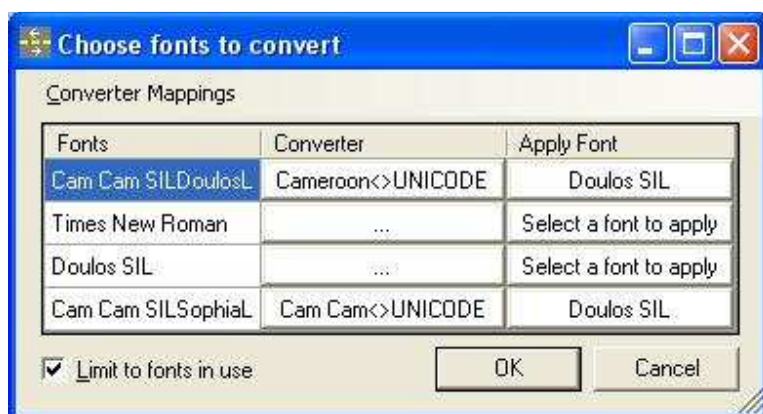 Choose fonts to convert
Converter Mappings
Fonts Converter Apply Font
Cam Cam SILDoulosL Cameroon<>UNICODE Doulos SIL
Times New Roman ... Select a font to apply
Doulos SIL ... Select a font to apply
Cam Cam SILSophiaL Cam Cam<>UNICODE Doulos SIL
Limit to fonts in use OK Cancel